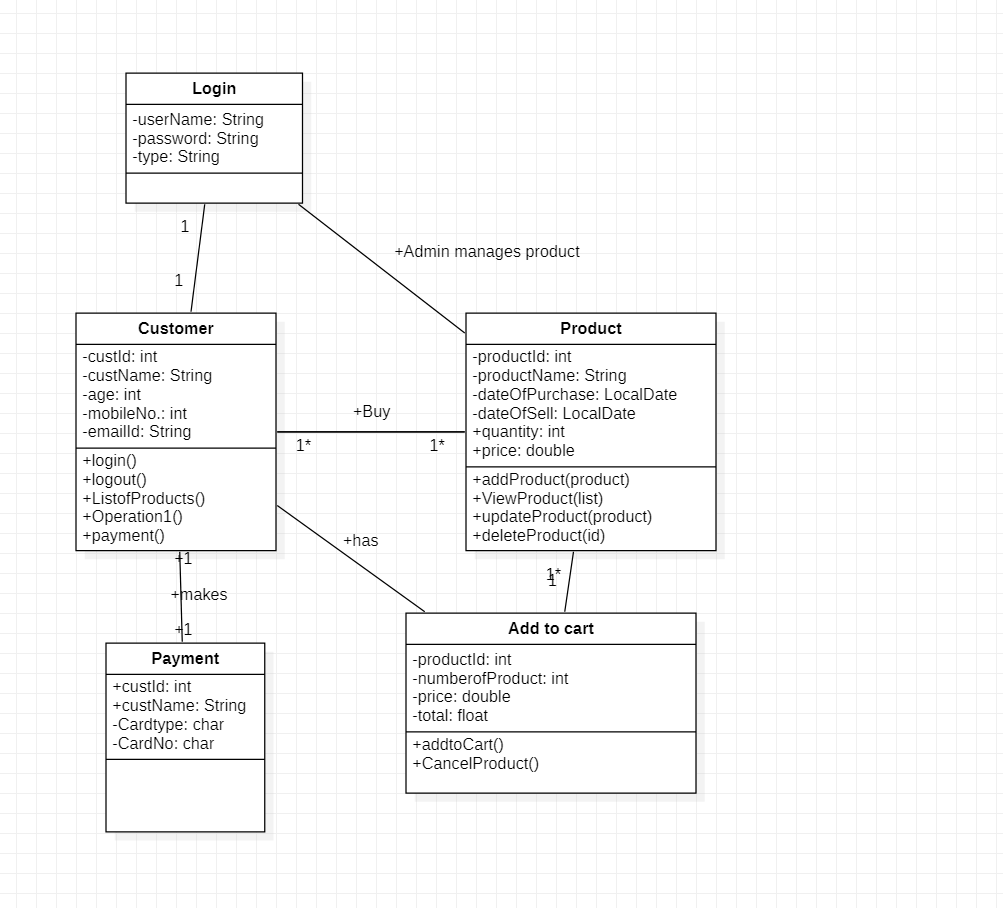 Login
-userName: String
-password: String
-type: String
1
+Admin manages product
1
Customer
-custId: int
-custName: String
-age: int
-mobileNo.: int
-emailId: String
+login()
+logout()
+ListofProducts()
+Operation1()
+payment()
+Buy
1*
1*
Product
-productId: int
-productName: String
-dateOfPurchase: LocalDate
-dateOfSell: LocalDate
+quantity: int
+price: double
+addProduct(product)
+ViewProduct(list)
+updateProduct(product)
+deleteProduct(id)
+has
+1
+makes
+1
1*
1
Payment
+custId: int
+custName: String
-Cardtype: char
-CardNo: char
Add to cart
-productId: int
-numberofProduct: int
-price: double
-total: float
+addtoCart()
+CancelProduct()